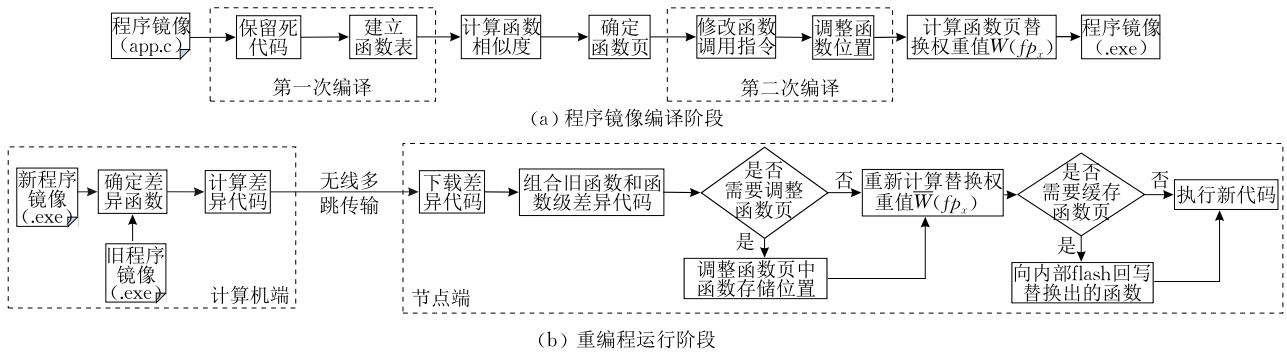 程序镜像
(app.c)
保留死
代码
建立
函数表
第一次编译
计算函数
相似度
确定
函数页
修改函数
调用指令
调整函
数位置
第二次编译
计算函数页替
换权重值W(fpₓ)
程序镜像
(.exe)
(a)程序镜像编译阶段
新程序
镜像
(.exe)
确定差
异函数
计算差
异代码
旧程序
镜像
(.exe)
计算机端
无线多
跳传输
下载差
异代码
组合旧函数和函
数级差异代码
是否
需要调整
函数页
否
是
调整函数页中
函数存储位置
重新计算替换权
重值W(fpₓ)
是否
需要缓存
函数页
否
是
向内部flash回写
替换出的函数
执行新代码
节点端
(b) 重编程运行阶段